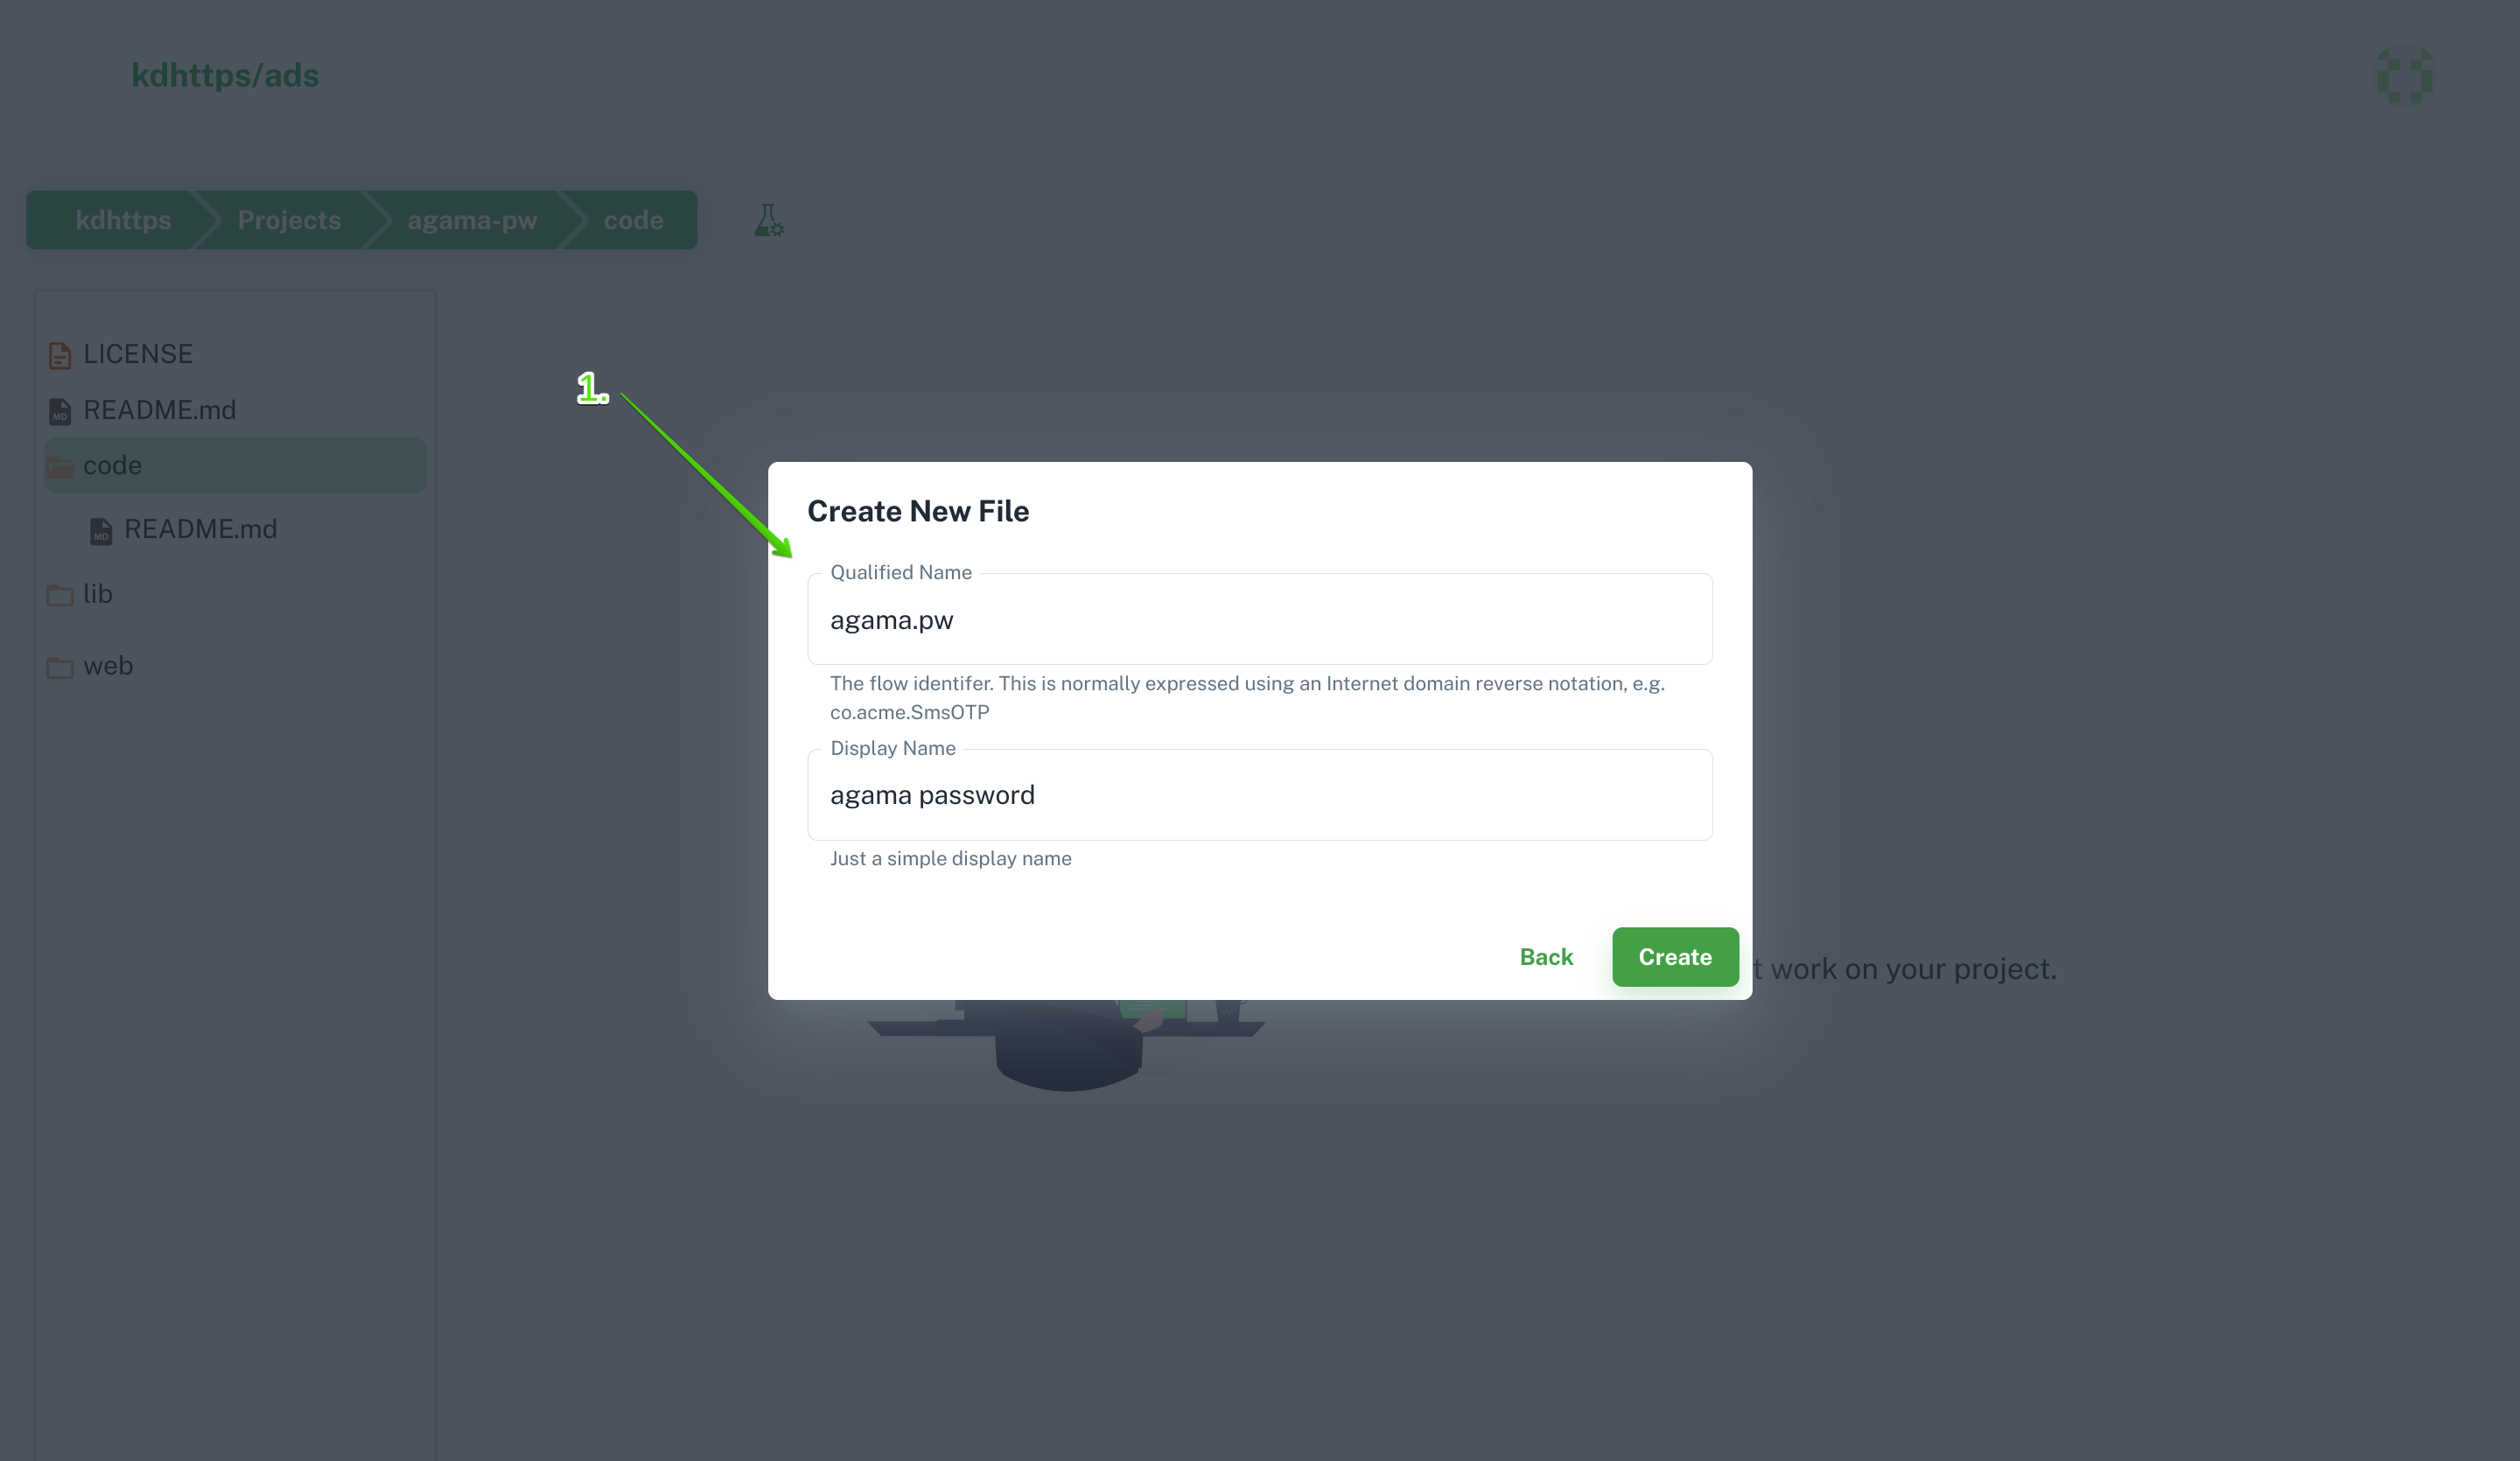 kdhttps/ads
kdhttps Projects agama-pw code
LICENSE
README.md
code
README.md
lib
web
1.
Create New File
Qualified Name
agama.pw
The flow identifer. This is normally expressed using an Internet domain reverse notation, e.g.
co.acme.SmsOTP
Display Name
agama password
Just a simple display name
Back Create
t work on your project.